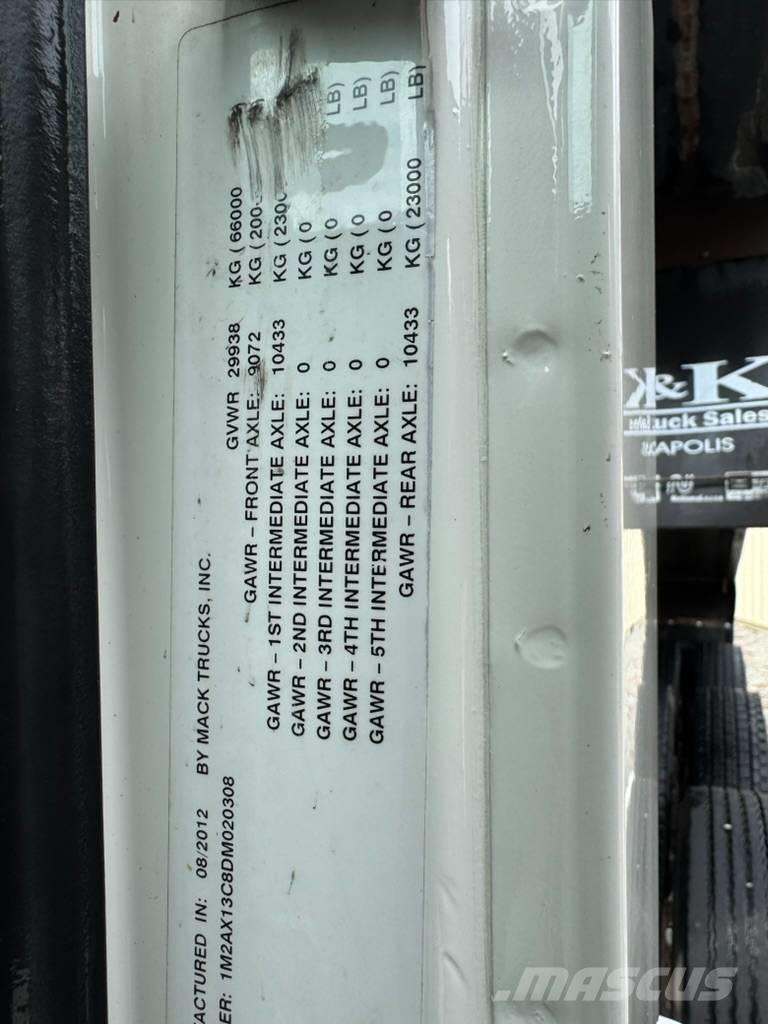 FACTURED IN: 08/2012 BY MACK TRUCKS, INC.
ER: 1M2AX13C8DM020308
GVWR 29938 KG (66000
GAWR – FRONT AXLE: 9072 KG (200
GAWR – 1ST INTERMEDIATE AXLE: 10433 KG (2300
GAWR – 2ND INTERMEDIATE AXLE: 0 KG (0
GAWR – 3RD INTERMEDIATE AXLE: 0 KG (0 LB)
GAWR – 4TH INTERMEDIATE AXLE: 0 KG (0 LB)
GAWR – 5TH INTERMEDIATE AXLE: 0 KG (0 LB)
GAWR – REAR AXLE: 10433 KG (23000 LB)
K&K
Truck Sales
APOLIS
MASCUS